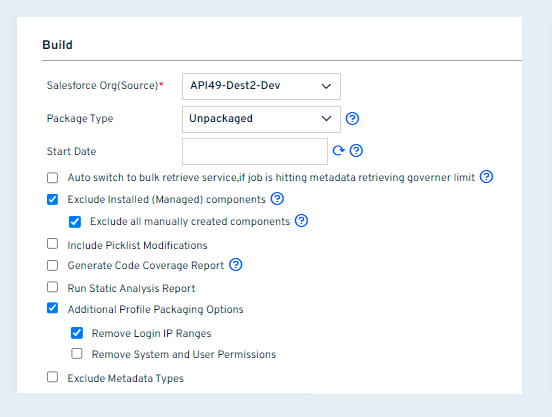 Build
Salesforce Org(Source)* API49-Dest2-Dev
Package Type Unpackaged
Start Date
Auto switch to bulk retrieve service,if job is hitting metadata retrieving governer limit
Exclude Installed (Managed) components
Exclude all manually created components
Include Picklist Modifications
Generate Code Coverage Report
Run Static Analysis Report
Additional Profile Packaging Options
Remove Login IP Ranges
Remove System and User Permissions
Exclude Metadata Types